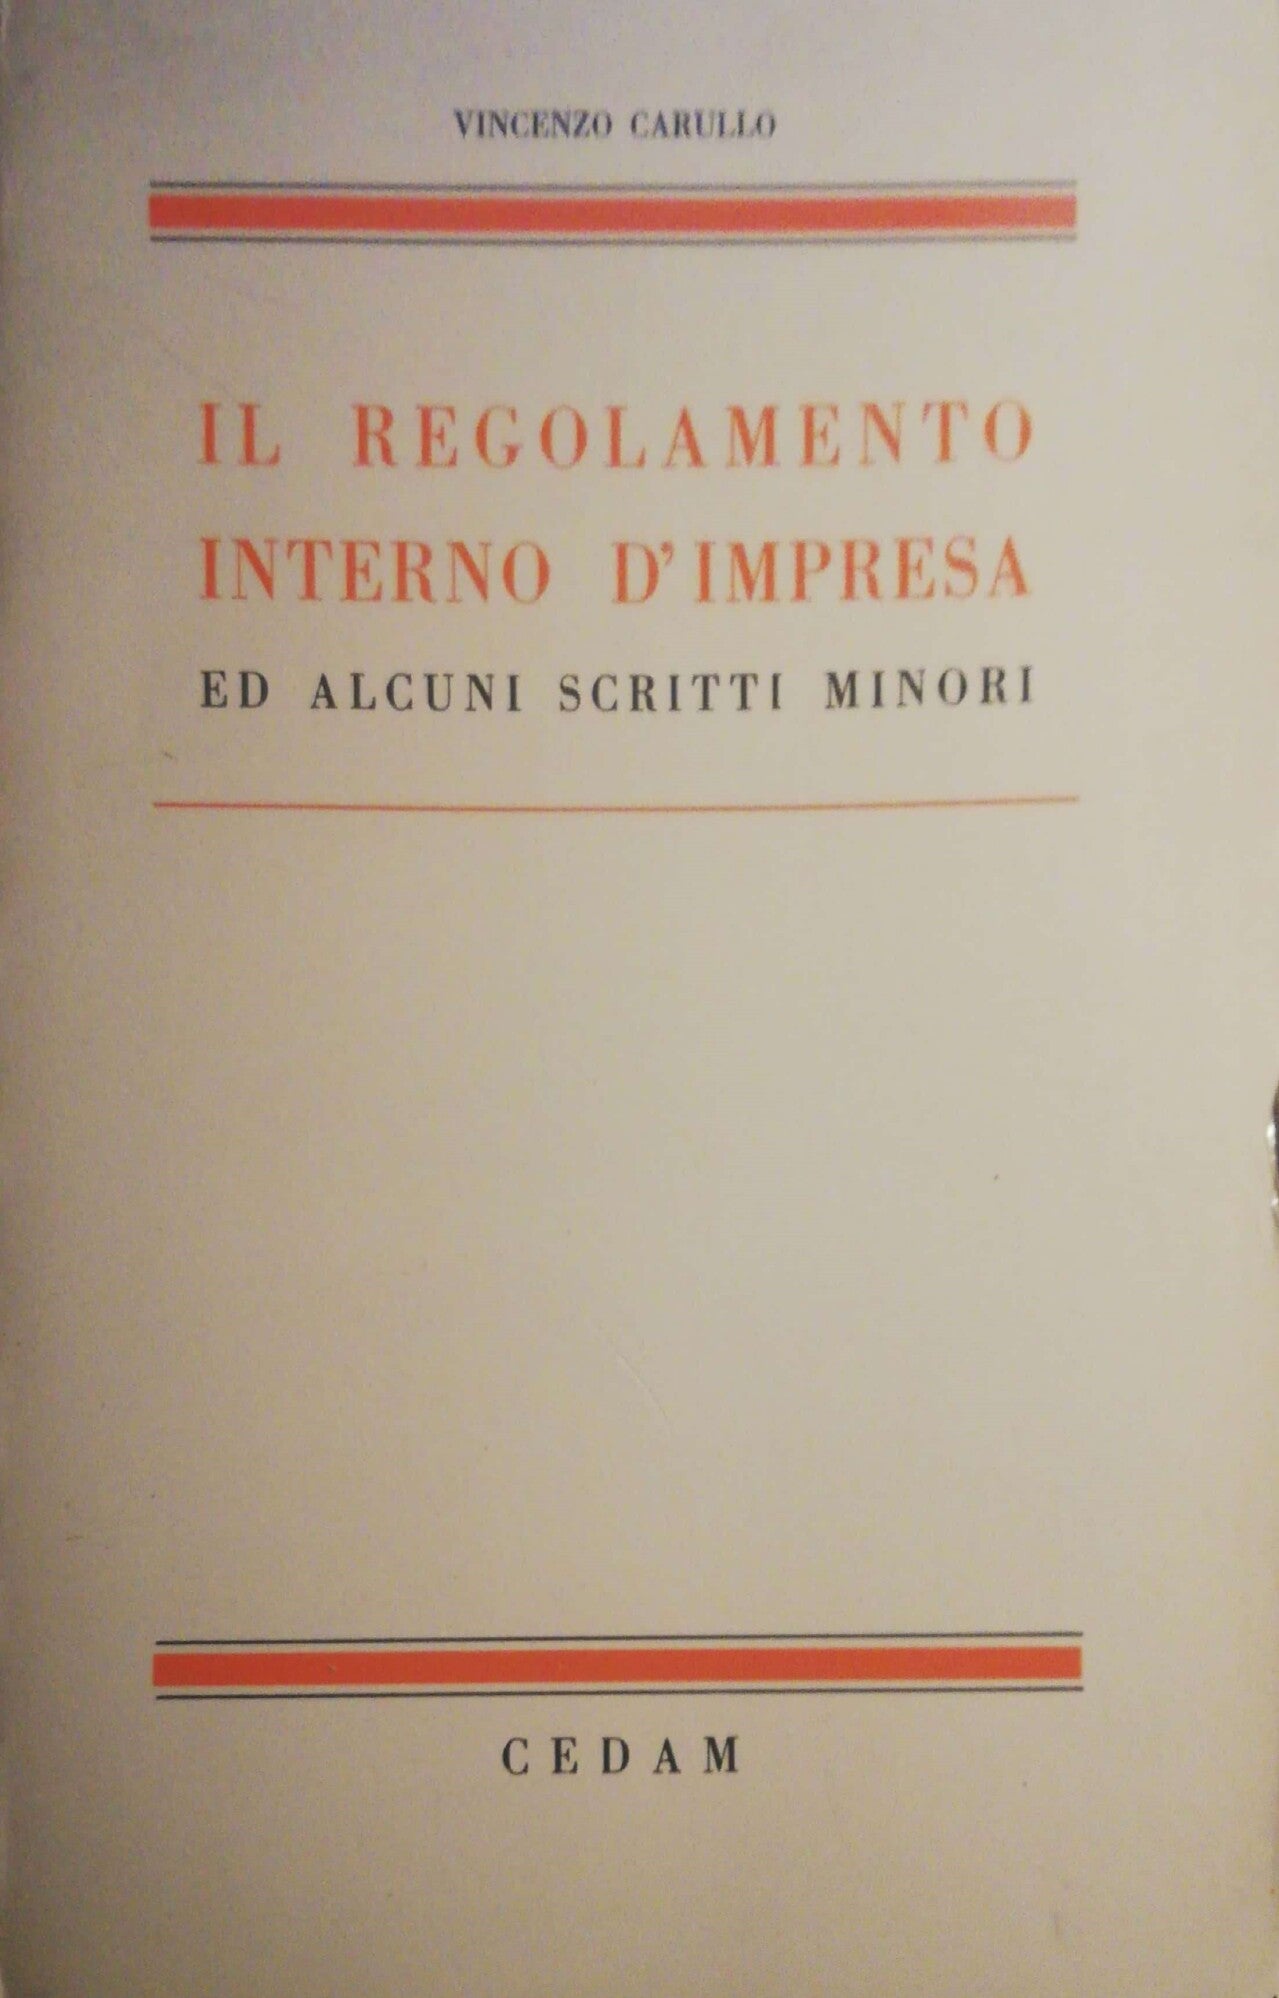 VINCENZO CARULLO
IL REGOLAMENTO
INTERNO D'IMPRESA
ED ALCUNI SCRITTI MINORI
CEDAM